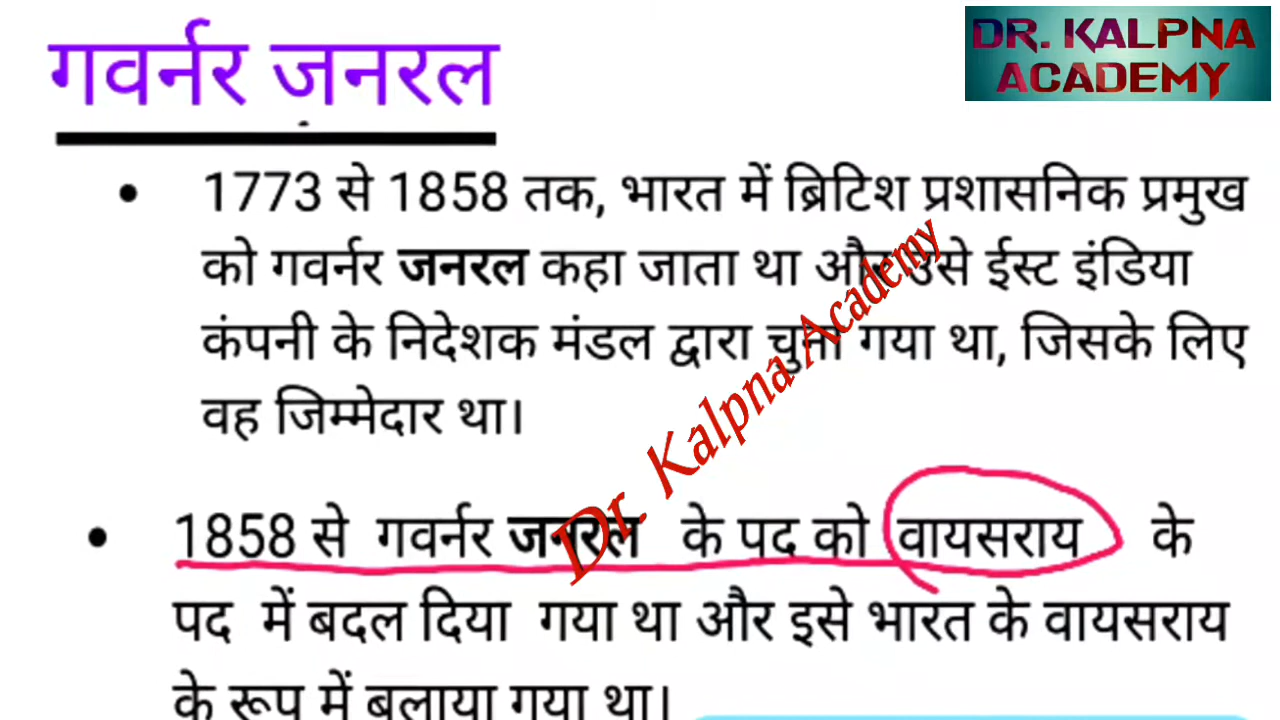 गवर्नर जनरल
DR. KALPNA
ACADEMY
1773 से 1858 तक, भारत में ब्रिटिश प्रशासनिक प्रमुख
को गवर्नर जनरल कहा जाता था और उसे ईस्ट इंडिया
कंपनी के निदेशक मंडल द्वारा चुना गया था, जिसके लिए
वह जिम्मेदार था।
Dr. Kalpna Academy
1858 से गवर्नर जनरल के पद को वायसराय के
पद में बदल दिया गया था और इसे भारत के वायसराय
के रूप में बुलाया गया था।